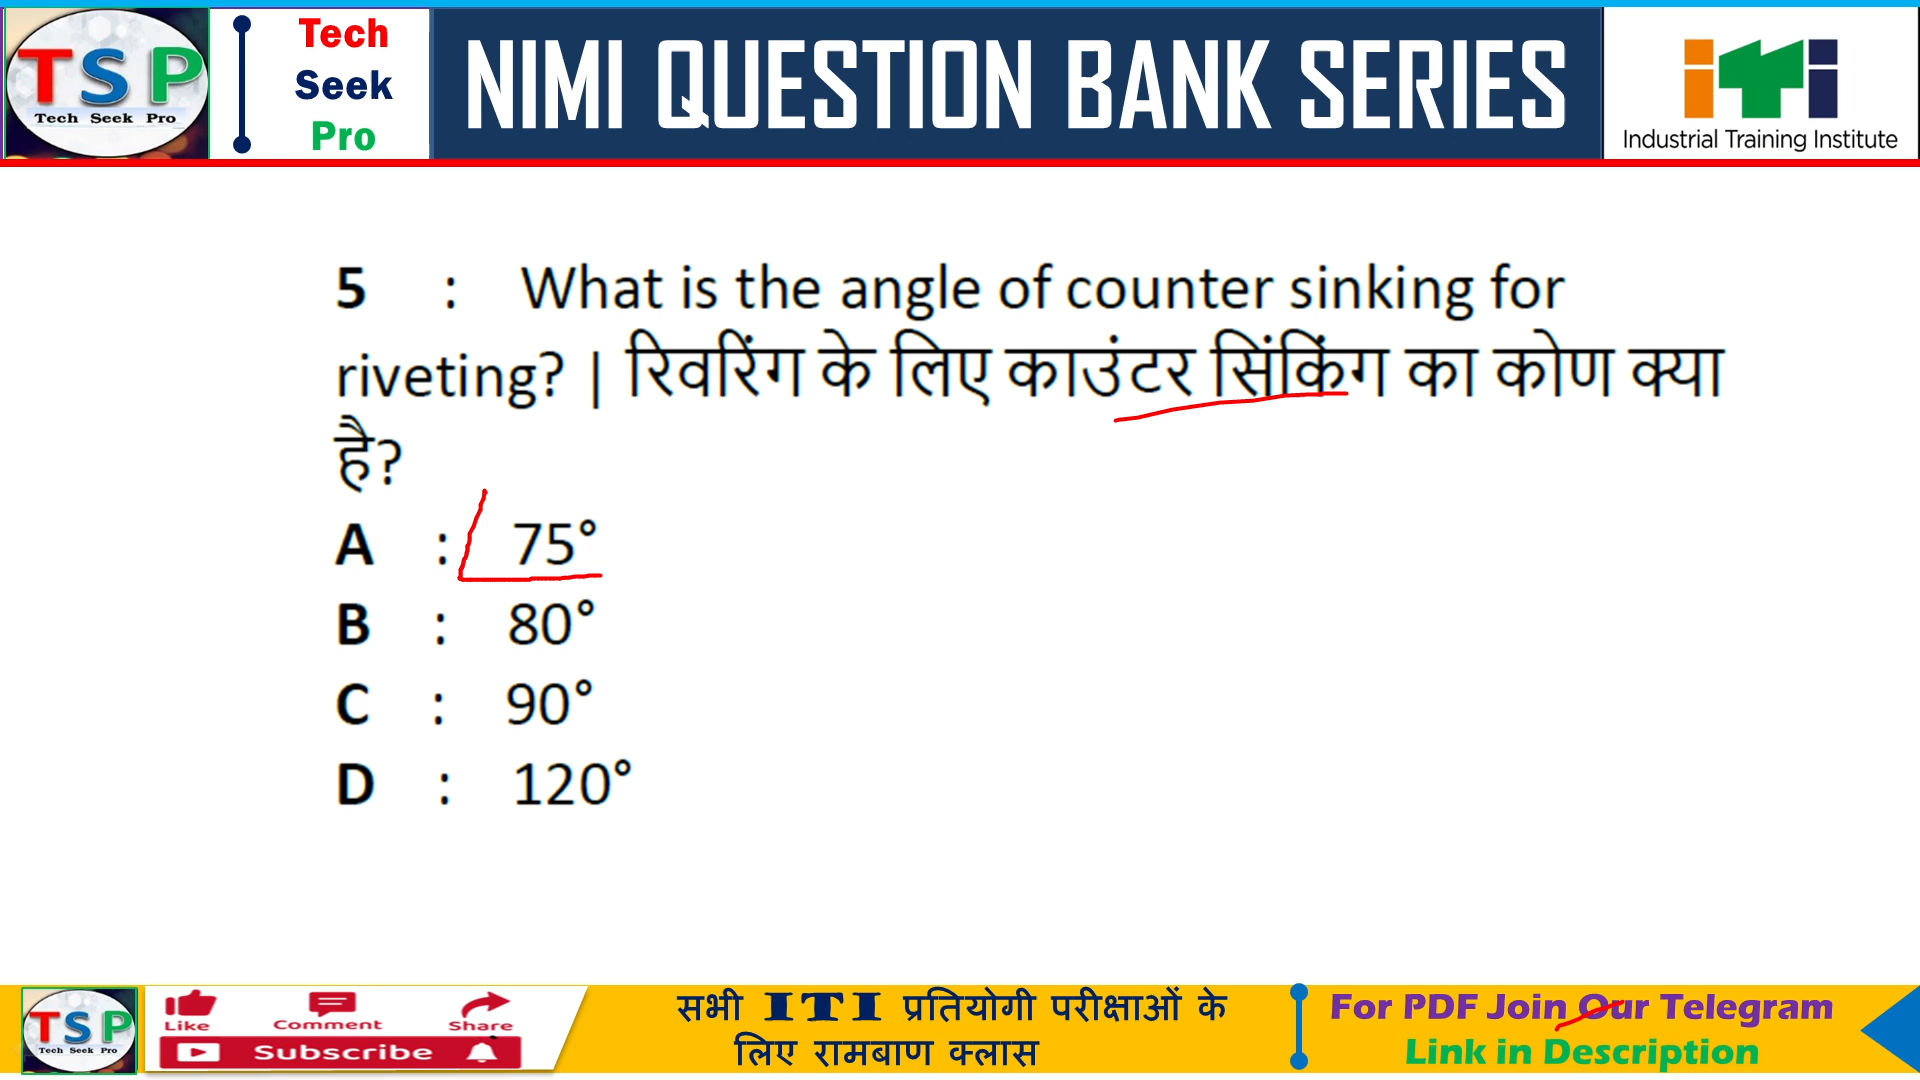 TSP
Tech Seek Pro
Tech
Seek
Pro
NIMI QUESTION BANK SERIES
iTi
Industrial Training Institute
5 : What is the angle of counter sinking for
riveting? | रिवरिंग के लिए काउंटर सिंकिंग का कोण क्या
है?
A : 75°
B : 80°
C : 90°
D : 120°
TSP
Tech Seek Pro
Like Comment Share
Subscribe
सभी ITI प्रतियोगी परीक्षाओं के
लिए रामबाण क्लास
For PDF Join Our Telegram
Link in Description